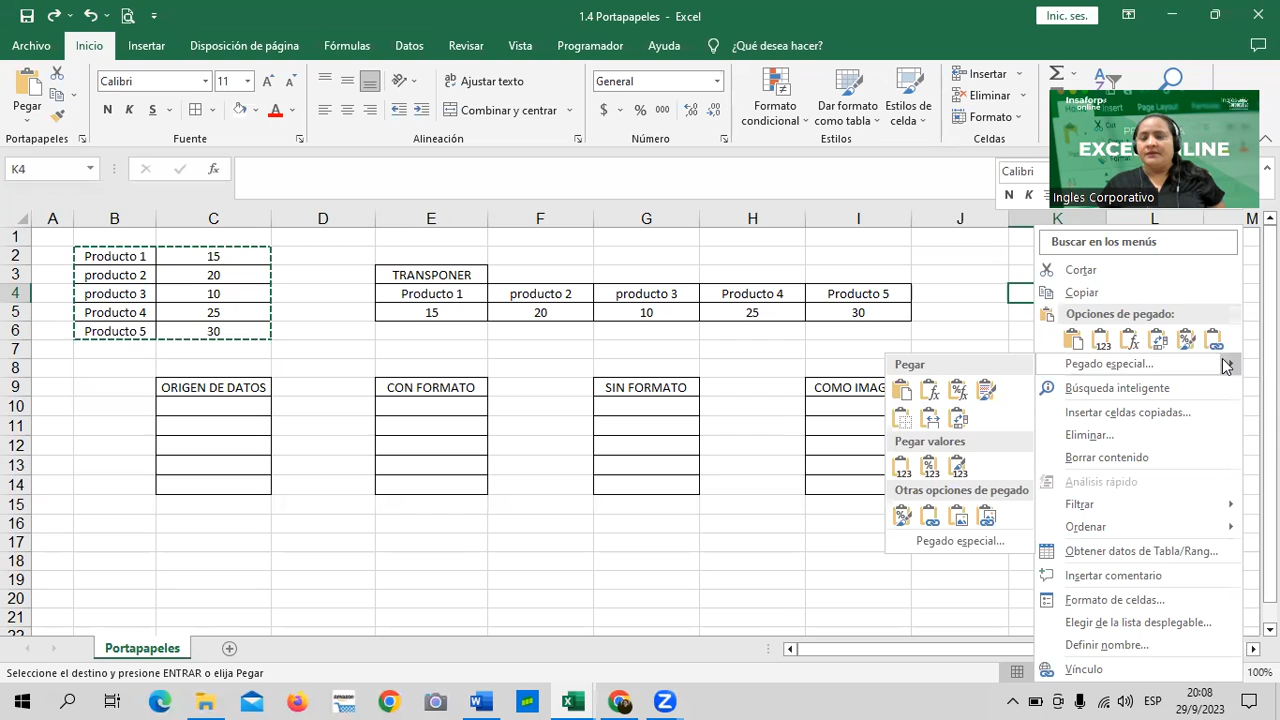 1.4 Portapapeles - Excel
Inic. ses.
Archivo Inicio Insertar Disposición de página Fórmulas Datos Revisar Vista Programador Ayuda ¿Qué desea hacer?
Pegar
Calibri 11
N K S
Ajustar texto
Combinar y centrar
General
$ % 000
Formato condicional
Dar formato como tabla
Estilos de celda
Insertar
Eliminar
Formato
Portapapeles Fuente Alineación Número Estilos Celdas
Insaforp online
Page Layout
Formulas
EXCEL ONLINE
Ingles Corporativo
K4
fx
Calibri
N K
A B C D E F G H I J K L M
1
2 Producto 1 15
3 producto 2 20 TRANSPONER
4 producto 3 10 Producto 1 producto 2 producto 3 Producto 4 Producto 5
5 Producto 4 25 15 20 10 25 30
6 Producto 5 30
7
8
9 ORIGEN DE DATOS CON FORMATO SIN FORMATO COMO IMAG
10
11
12
13
14
15
16
17
18
19
20
21
22
Buscar en los menús
Cortar
Copiar
Opciones de pegado:
Pegado especial...
Búsqueda inteligente
Insertar celdas copiadas...
Eliminar...
Borrar contenido
Análisis rápido
Filtrar
Ordenar
Obtener datos de Tabla/Rang...
Insertar comentario
Formato de celdas...
Elegir de la lista desplegable...
Definir nombre...
Vínculo
Pegar
Pegar valores
Otras opciones de pegado
Pegado especial...
Portapapeles
Seleccione el destino y presione ENTRAR o elija Pegar
100%
ESP
20:08
29/9/2023